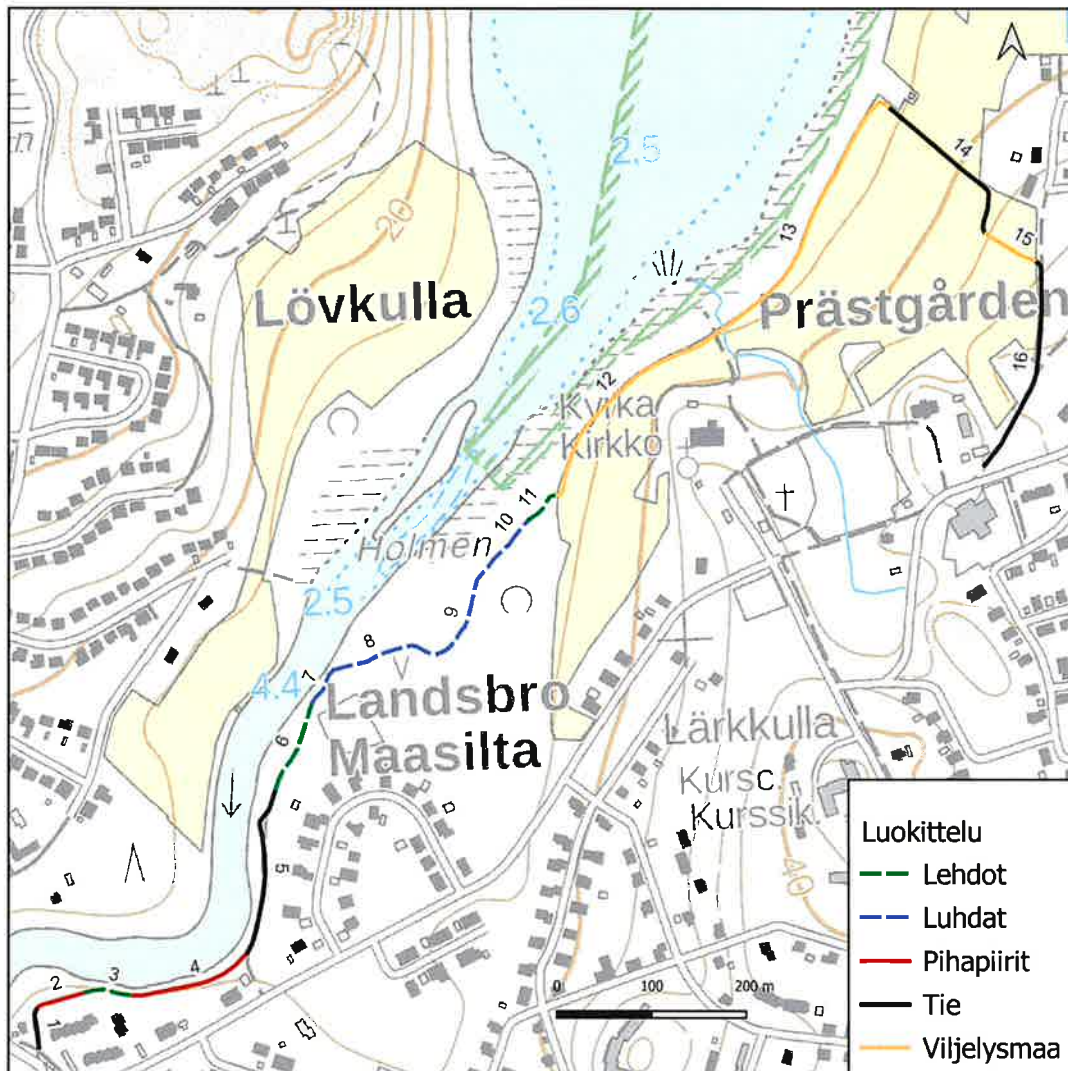 n
20
2.5
14
13
15
Lövkulla
2.6
Prästgården
16
12
Kyrka
Kirkko
11
10
Holmen
2.5
9
8
7
4.4
Landsbro
Maasilta
6
Lärkkulla
Kursc.
Kurssik.
5
40
4
3
2
1
0 100 200 m
Luokittelu
Lehdot
Luhdat
Pihapiirit
Tie
Viljelysmaa